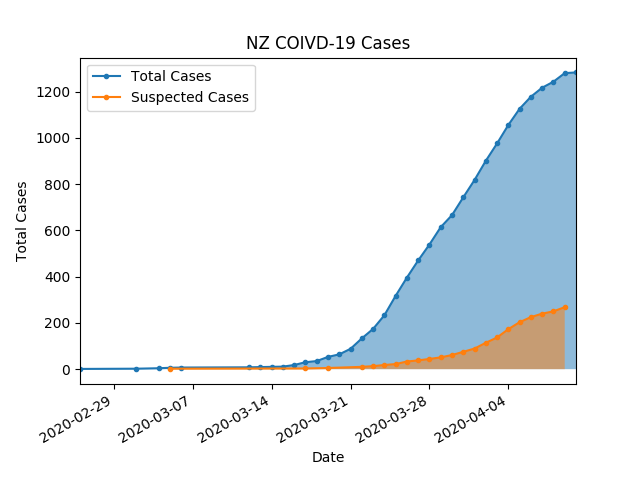 NZ COIVD-19 Cases
Total Cases
Suspected Cases
Total Cases
1200
1000
800
600
400
200
0
2020-02-29
2020-03-07
2020-03-14
2020-03-21
2020-03-28
2020-04-04
Date